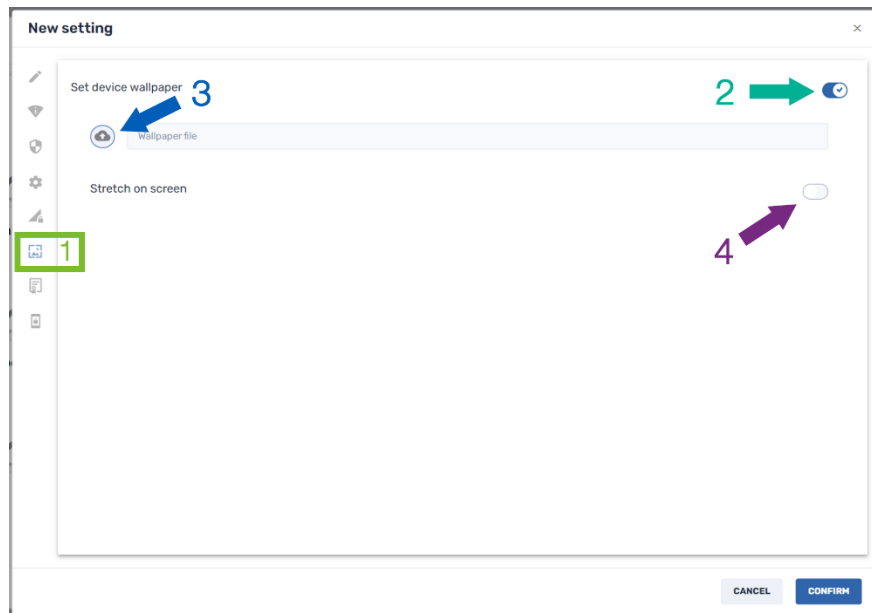 New setting
×
Set device wallpaper
3
2
Wallpaper file
Stretch on screen
1
4
CANCEL
CONFIRM